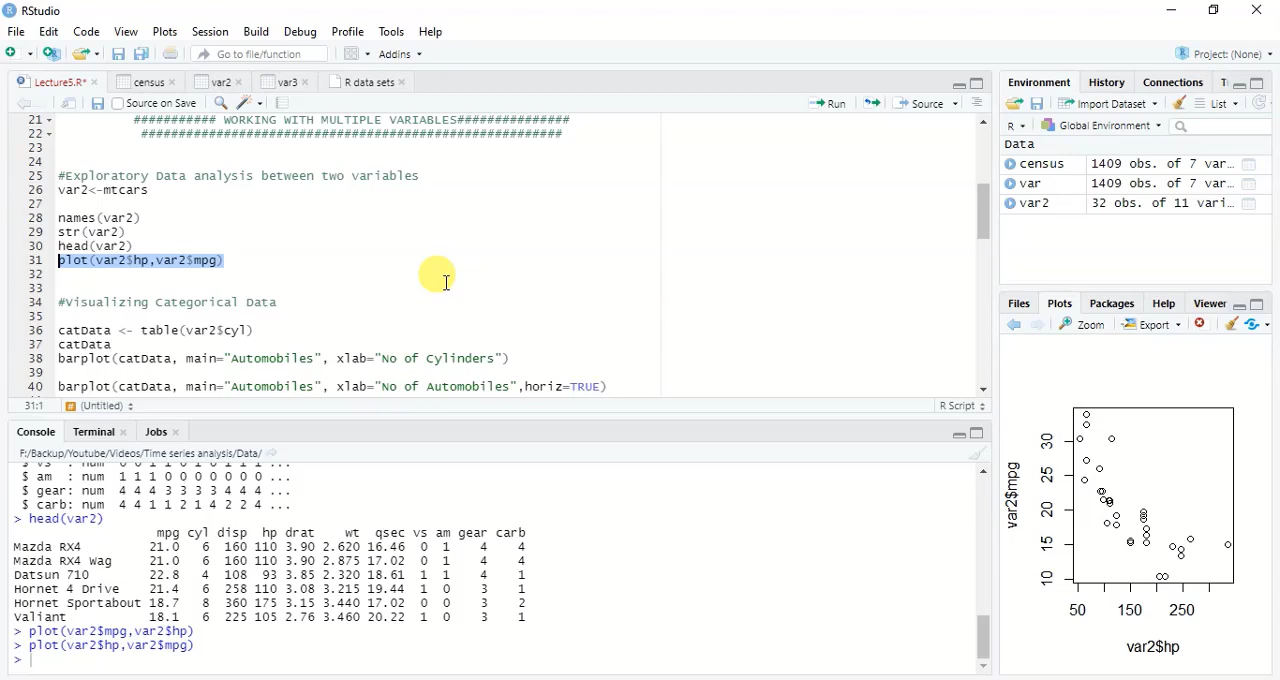 RStudio
File Edit Code View Plots Session Build Debug Profile Tools Help
Go to file/function Addins Project: (None)
Lecture5.R* census var2 var3 R data sets
Source on Save Run Source
21 ########### WORKING WITH MULTIPLE VARIABLES###############
22 ########################################################
23
24
25 #Exploratory Data analysis between two variables
26 var2<-mtcars
27
28 names(var2)
29 str(var2)
30 head(var2)
31 plot(var2$hp,var2$mpg)
32
33
34 #Visualizing Categorical Data
35
36 catData <- table(var2$cyl)
37 catData
38 barplot(catData, main="Automobiles", xlab="No of Cylinders")
39
40 barplot(catData, main="Automobiles", xlab="No of Automobiles",horiz=TRUE)
31:1 # (Untitled) R Script
Console Terminal Jobs
F:/Backup/Youtube/Videos/Time series analysis/Data/
$ vs : num 0 0 1 1 0 1 0 1 1 1 ...
$ am : num 1 1 1 0 0 0 0 0 0 0 ...
$ gear: num 4 4 4 3 3 3 3 4 4 4 ...
$ carb: num 4 4 1 1 2 1 4 2 2 4 ...
> head(var2)
mpg cyl disp hp drat wt qsec vs am gear carb
Mazda RX4 21.0 6 160 110 3.90 2.620 16.46 0 1 4 4
Mazda RX4 Wag 21.0 6 160 110 3.90 2.875 17.02 0 1 4 4
Datsun 710 22.8 4 108 93 3.85 2.320 18.61 1 1 4 1
Hornet 4 Drive 21.4 6 258 110 3.08 3.215 19.44 1 0 3 1
Hornet Sportabout 18.7 8 360 175 3.15 3.440 17.02 0 0 3 2
Valiant 18.1 6 225 105 2.76 3.460 20.22 1 0 3 1
> plot(var2$mpg,var2$hp)
> plot(var2$hp,var2$mpg)
>
Environment History Connections
Import Dataset List
R Global Environment
Data
census 1409 obs. of 7 var...
var 1409 obs. of 7 var...
var2 32 obs. of 11 vari...
Files Plots Packages Help Viewer
Zoom Export
var2$mpg
30
25
20
15
10
50 150 250
var2$hp